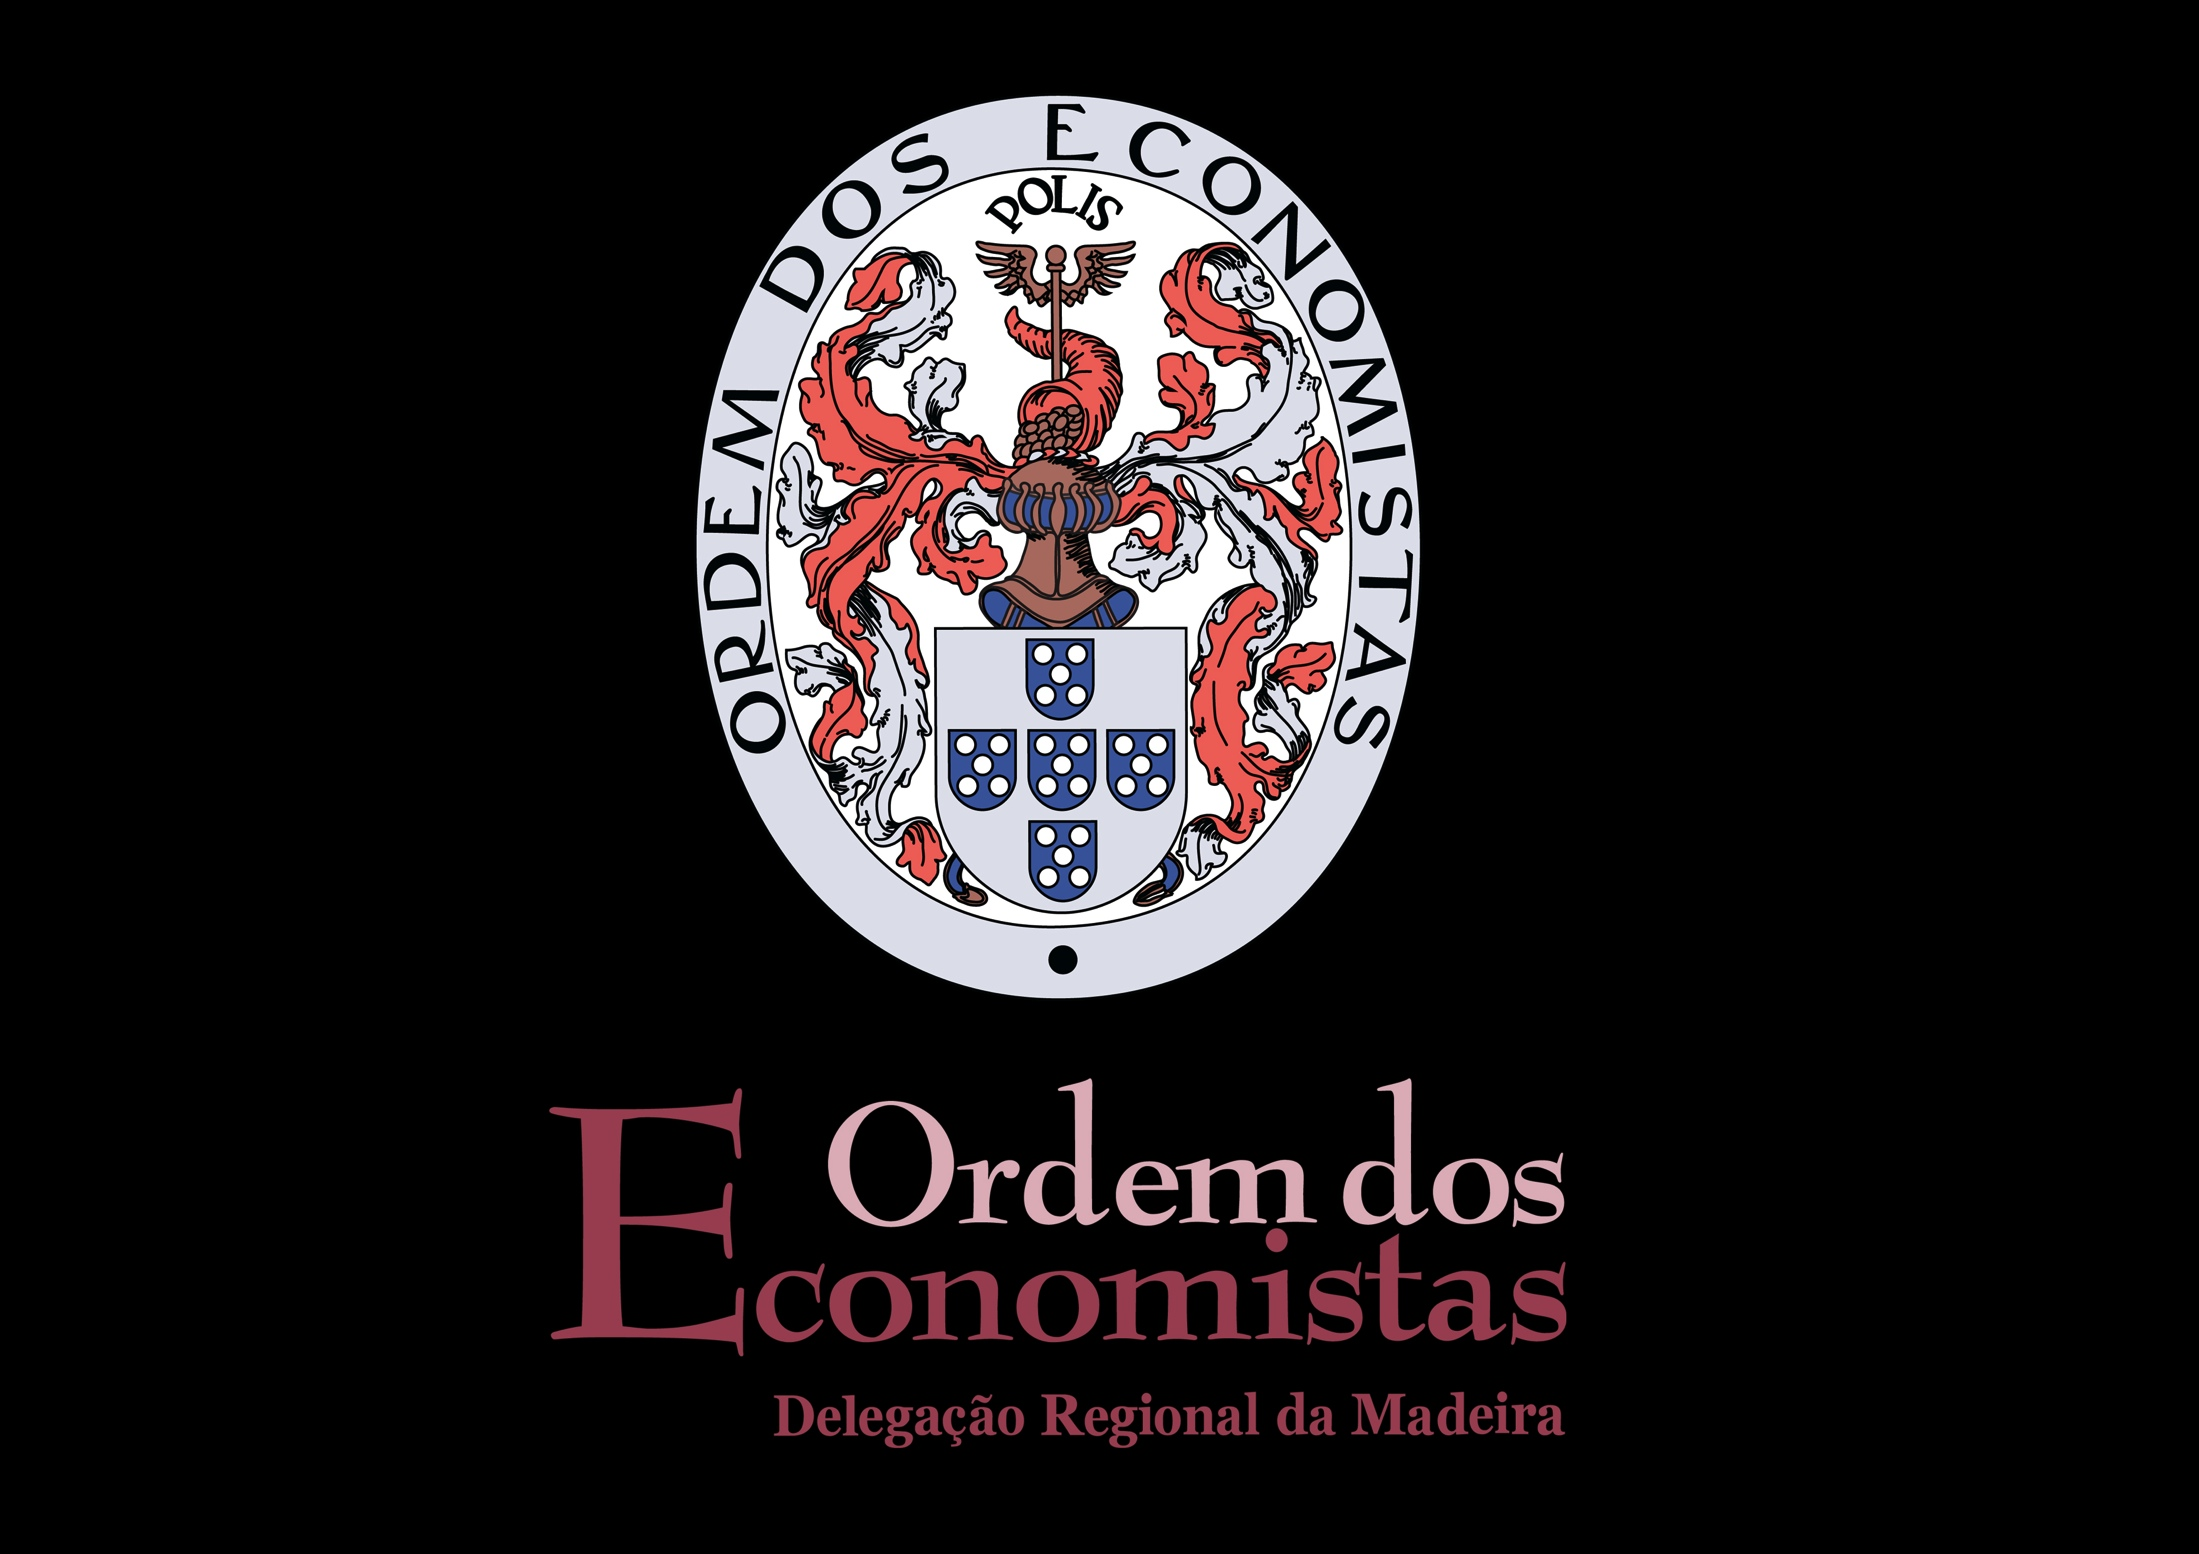 ORDEM DOS ECONOMISTAS
POLIS
Ordem dos
Economistas
Delegação Regional da Madeira